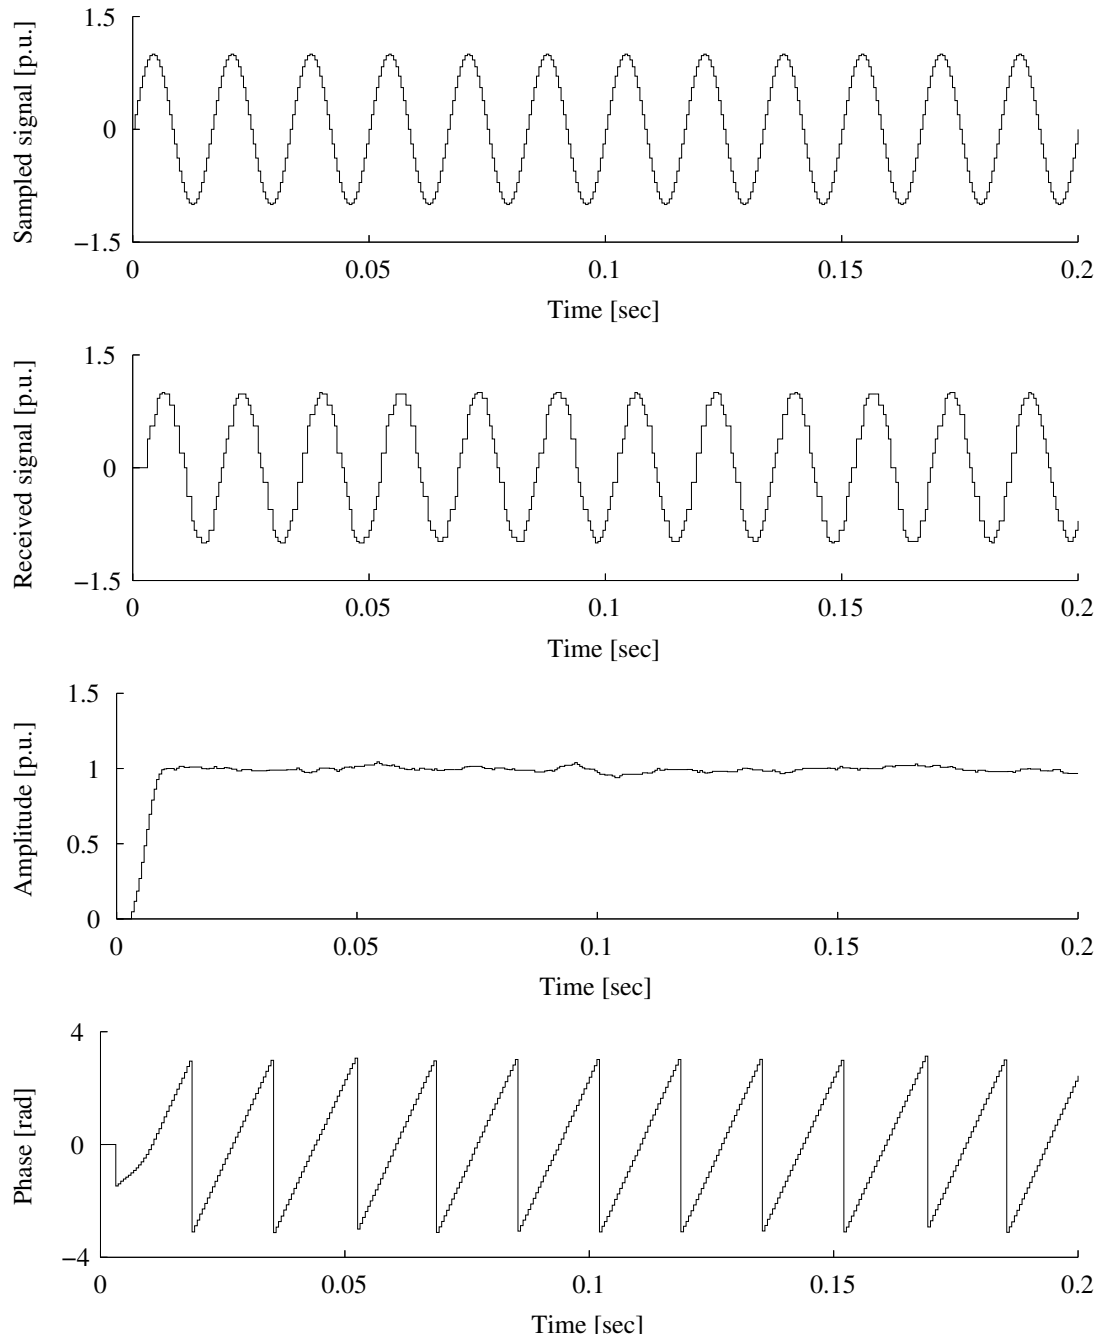 Sampled signal [p.u.]
1.5
0
−1.5
0 0.05 0.1 0.15 0.2
Time [sec]
Received signal [p.u.]
1.5
0
−1.5
0 0.05 0.1 0.15 0.2
Time [sec]
Amplitude [p.u.]
1.5
1
0.5
0
0 0.05 0.1 0.15 0.2
Time [sec]
Phase [rad]
4
0
−4
0 0.05 0.1 0.15 0.2
Time [sec]